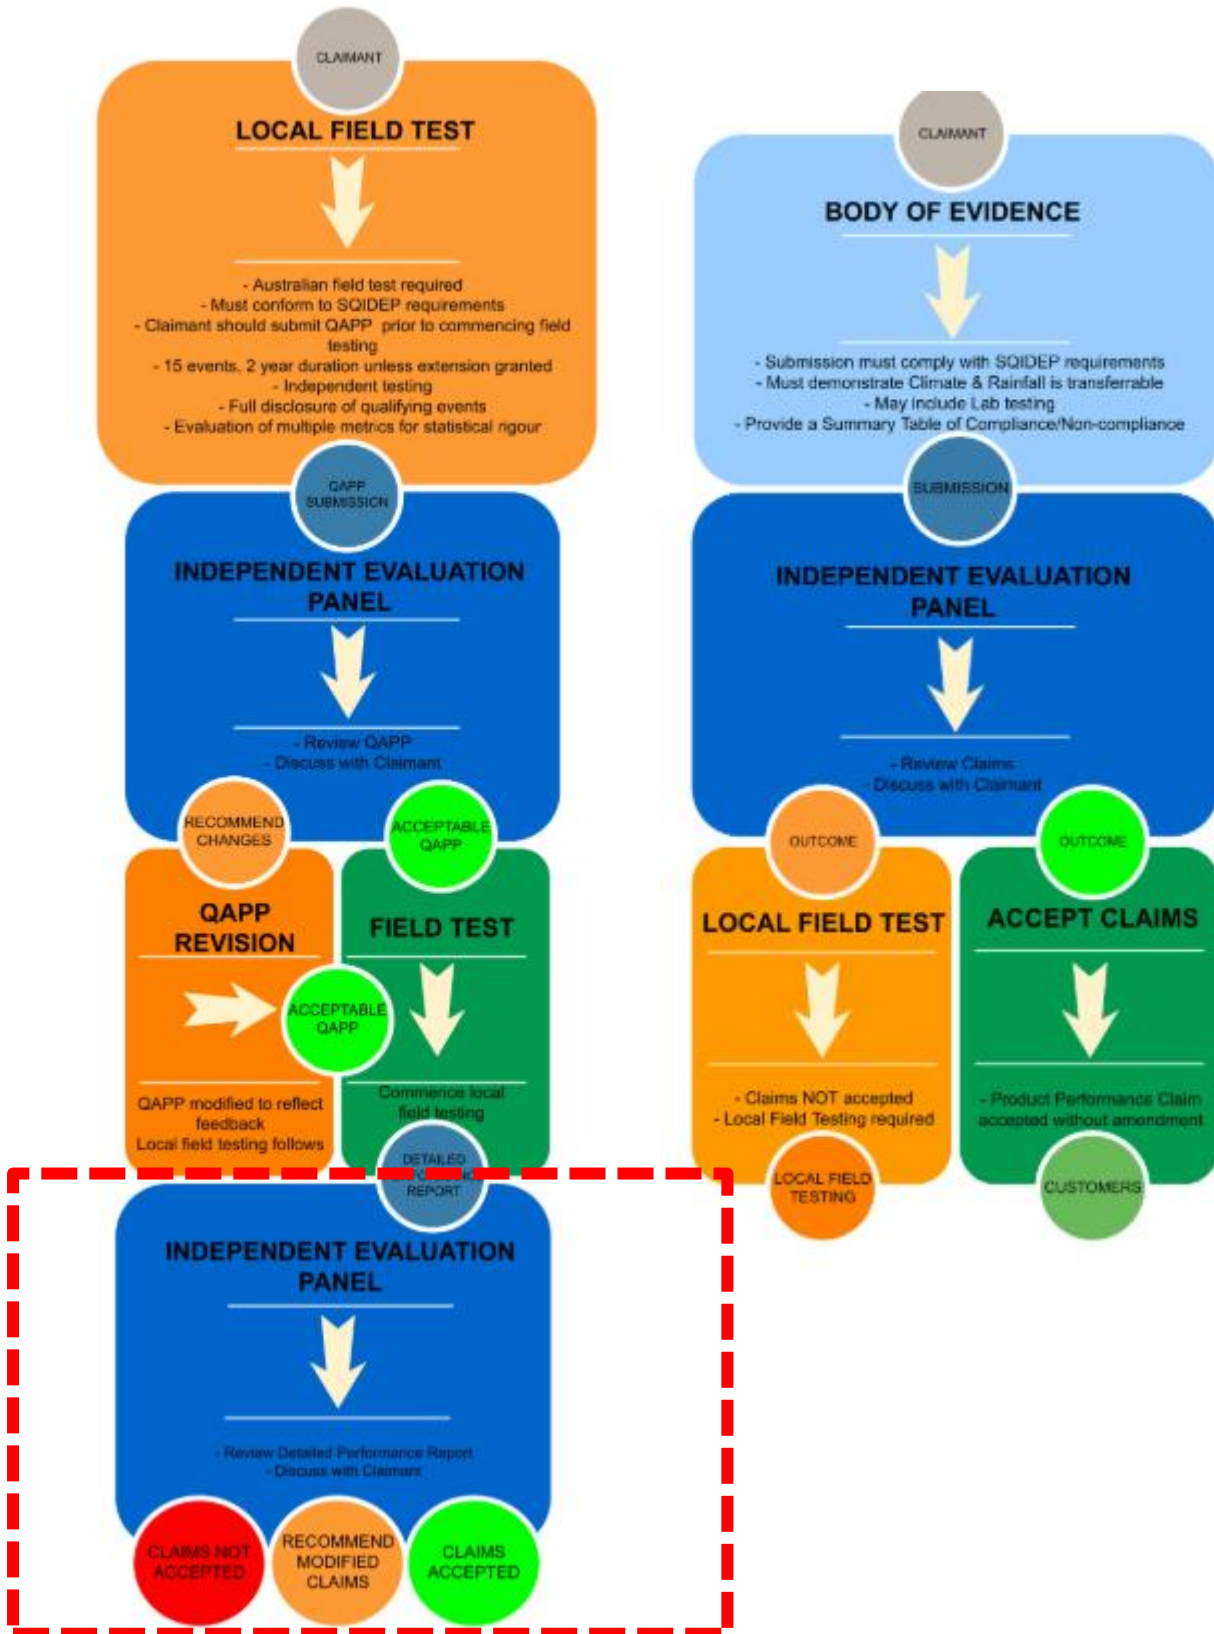 CLAIMANT
LOCAL FIELD TEST
- Australian field test required
- Must conform to SQIDEP requirements
- Claimant should submit QAPP prior to commencing field
testing
- 15 events, 2 year duration unless extension granted
- Independent testing
- Full disclosure of qualifying events
- Evaluation of multiple metrics for statistical rigour
QAPP
SUBMISSION
INDEPENDENT EVALUATION
PANEL
- Review QAPP
- Discuss with Claimant
RECOMMEND
CHANGES
ACCEPTABLE
QAPP
QAPP
REVISION
FIELD TEST
ACCEPTABLE
QAPP
QAPP modified to reflect
feedback
Local field testing follows
Commence local
field testing
DETAILED
REPORT
INDEPENDENT EVALUATION
PANEL
- Review Detailed Performance Report
- Discuss with Claimant
CLAIMS NOT
ACCEPTED
RECOMMEND
MODIFIED
CLAIMS
CLAIMS
ACCEPTED
CLAIMANT
BODY OF EVIDENCE
- Submission must comply with SQIDEP requirements
- Must demonstrate Climate & Rainfall is transferrable
- May include Lab testing
- Provide a Summary Table of Compliance/Non-compliance
SUBMISSION
INDEPENDENT EVALUATION
PANEL
- Review Claims
- Discuss with Claimant
OUTCOME
OUTCOME
LOCAL FIELD TEST
ACCEPT CLAIMS
- Claims NOT accepted
- Local Field Testing required
- Product Performance Claim
accepted without amendment
LOCAL FIELD
TESTING
CUSTOMERS